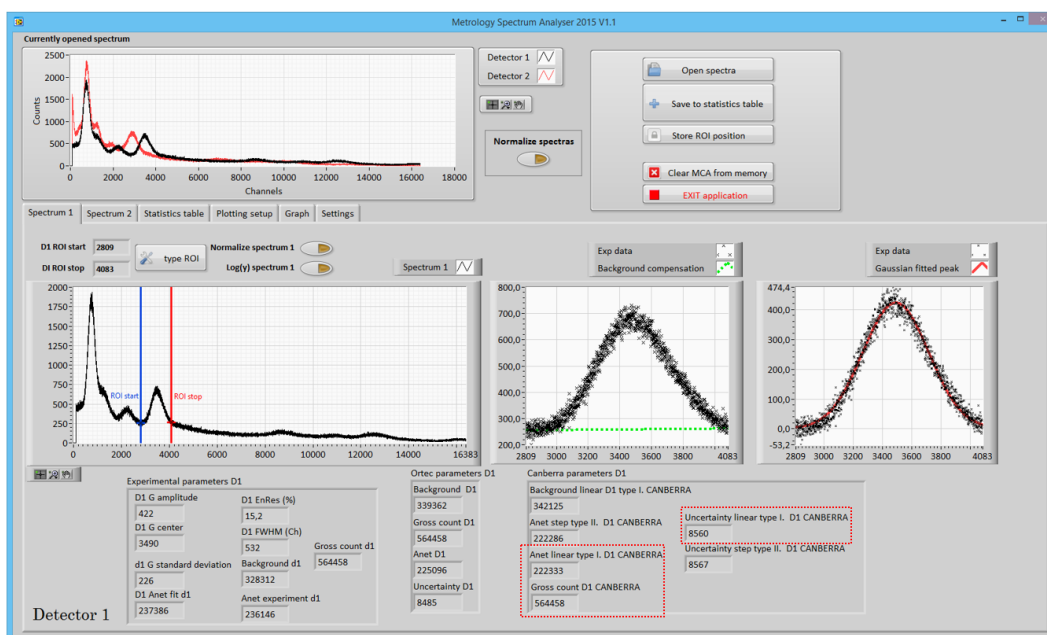 Metrology Spectrum Analyser 2015 V1.1
Currently opened spectrum
Counts
2500
2000
1500
1000
500
0
0 2000 4000 6000 8000 10000 12000 14000 16000 18000
Channels
Detector 1
Detector 2
Normalize spectras
Open spectra
Save to statistics table
Store ROI position
Clear MCA from memory
EXIT application
Spectrum 1 Spectrum 2 Statistics table Plotting setup Graph Settings
D1 ROI start 2809
DI ROI stop 4083
type ROI
Normalize spectrum 1
Log(y) spectrum 1
Spectrum 1
2000
1750
1500
1250
1000
750
500
250
0
ROI start
ROI stop
0 2000 4000 6000 8000 10000 12000 14000 16383
Exp data
Background compensation
800,0
700,0
600,0
500,0
400,0
300,0
200,0
2809 3200 3400 3600 3800 4083
Exp data
Gaussian fitted peak
474,4
400,0
300,0
200,0
100,0
0,0
-53,2
2809 3200 3400 3600 3800 4083
Experimental parameters D1
D1 G amplitude
422
D1 G center
3490
d1 G standard deviation
226
D1 Anet fit d1
237386
D1 EnRes (%)
15,2
D1 FWHM (Ch)
532
Background d1
328312
Anet experiment d1
236146
Gross count d1
564458
Ortec parameters D1
Background D1
339362
Gross count D1
564458
Anet D1
225096
Uncertainty D1
8485
Canberra parameters D1
Background linear D1 type I. CANBERRA
342125
Anet step type II. D1 CANBERRA
222286
Anet linear type I. D1 CANBERRA
222333
Gross count D1 CANBERRA
564458
Uncertainty linear type I. D1 CANBERRA
8560
Uncertainty step type II. D1 CANBERRA
8567
Detector 1